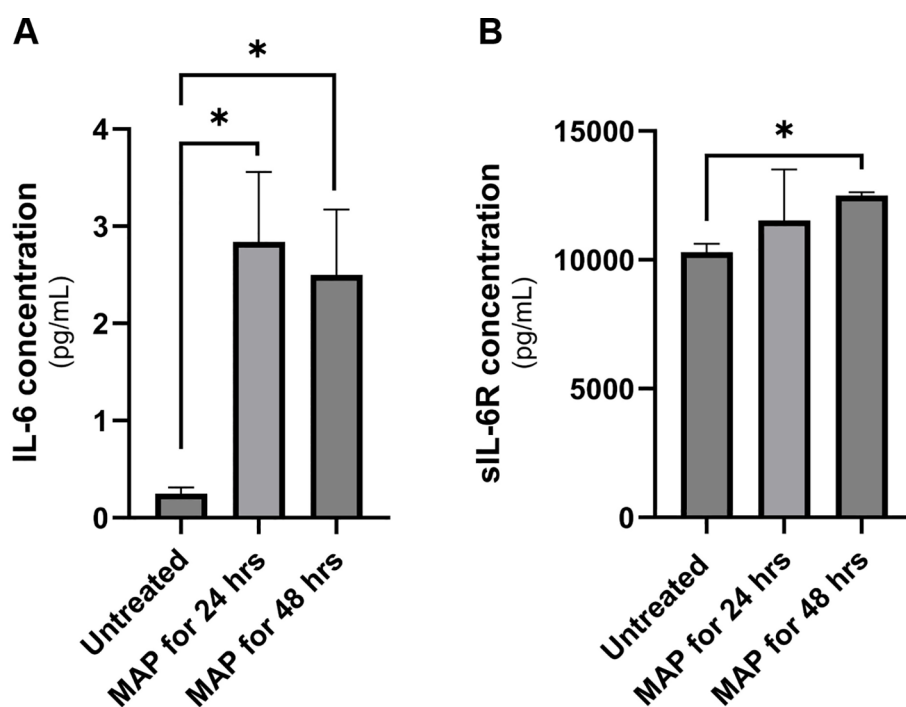 A
*
*
4
3
2
1
0
IL-6 concentration
(pg/mL)
Untreated
MAP for 24 hrs
MAP for 48 hrs
B
*
15000
10000
5000
0
sIL-6R concentration
(pg/mL)
Untreated
MAP for 24 hrs
MAP for 48 hrs